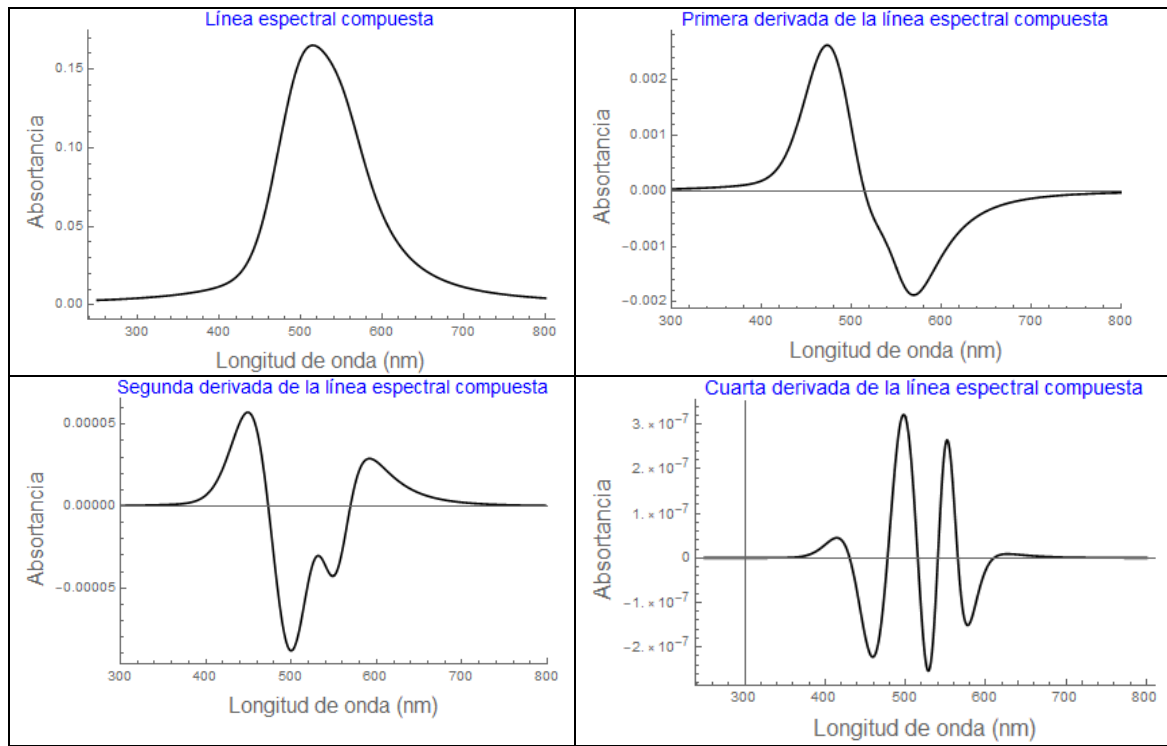 Línea espectral compuesta
0.15
0.10
0.05
0.00
Absortancia
300 400 500 600 700 800
Longitud de onda (nm)
Primera derivada de la línea espectral compuesta
0.002
0.001
0.000
−0.001
−0.002
Absortancia
300 400 500 600 700 800
Longitud de onda (nm)
Segunda derivada de la línea espectral compuesta
0.00005
0.00000
−0.00005
Absortancia
300 400 500 600 700 800
Longitud de onda (nm)
Cuarta derivada de la línea espectral compuesta
3. × 10⁻⁷
2. × 10⁻⁷
1. × 10⁻⁷
0
−1. × 10⁻⁷
−2. × 10⁻⁷
Absortancia
300 400 500 600 700 800
Longitud de onda (nm)